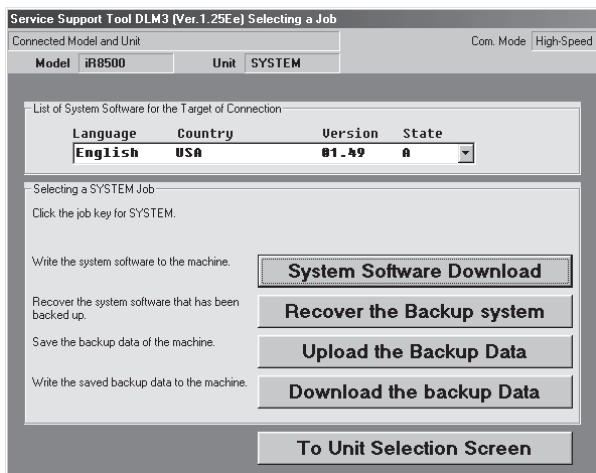 Service Support Tool DLM3 (Ver.1.25Ee) Selecting a Job
Connected Model and Unit
Com. Mode High-Speed
Model iR8500 Unit SYSTEM
List of System Software for the Target of Connection
Language Country Version State
English USA 01.49 A
Selecting a SYSTEM Job
Click the job key for SYSTEM.
Write the system software to the machine.
System Software Download
Recover the system software that has been
backed up.
Recover the Backup system
Save the backup data of the machine.
Upload the Backup Data
Write the saved backup data to the machine.
Download the backup Data
To Unit Selection Screen